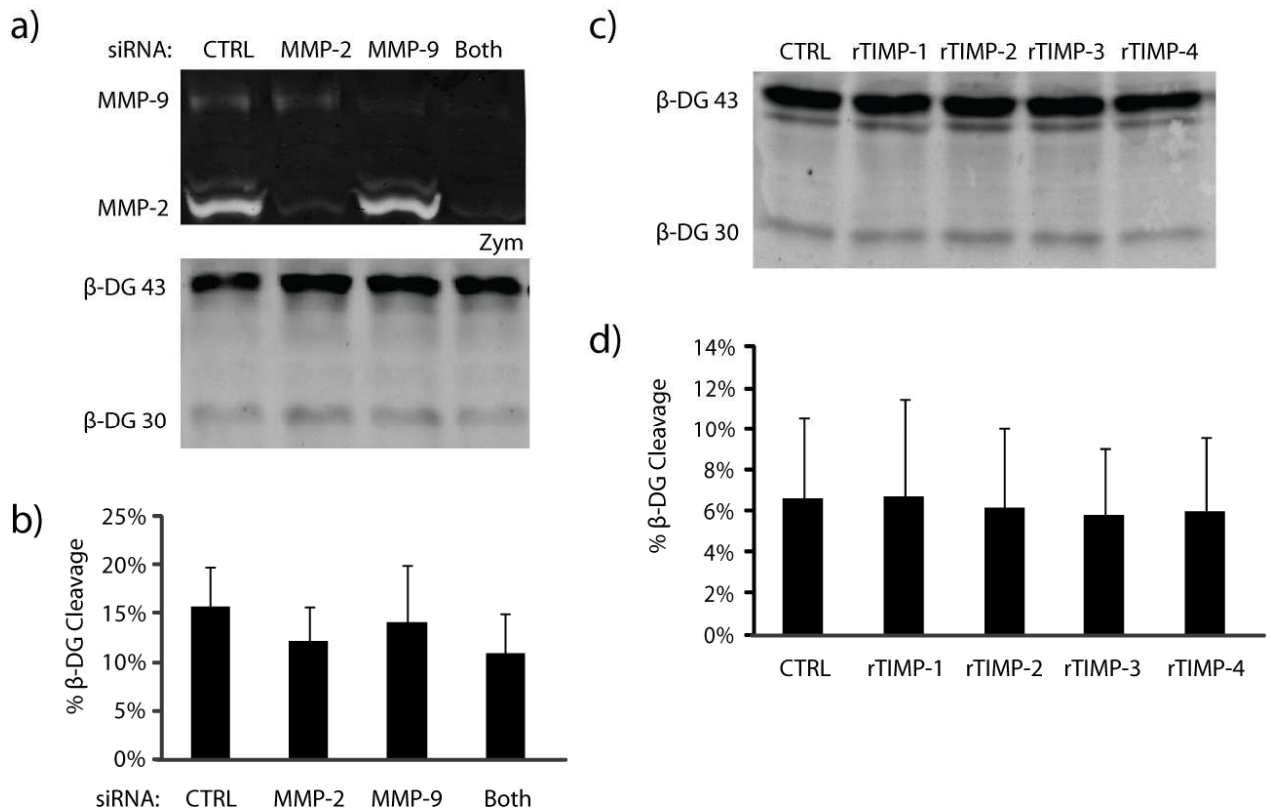 a)
siRNA: CTRL MMP-2 MMP-9 Both
MMP-9
MMP-2
Zym
β-DG 43
β-DG 30
b)
% β-DG Cleavage
25%
20%
15%
10%
5%
0%
siRNA: CTRL MMP-2 MMP-9 Both
c)
CTRL rTIMP-1 rTIMP-2 rTIMP-3 rTIMP-4
β-DG 43
β-DG 30
d)
% β-DG Cleavage
14%
12%
10%
8%
6%
4%
2%
0%
CTRL rTIMP-1 rTIMP-2 rTIMP-3 rTIMP-4